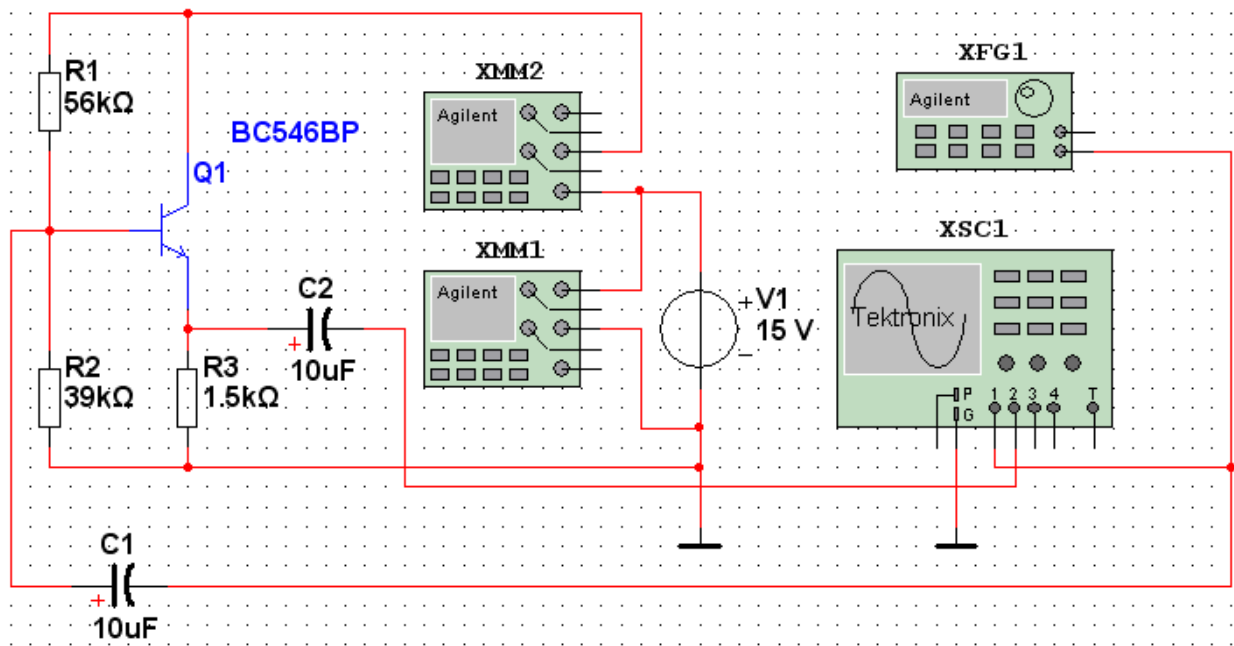 XFG1
R1
56kΩ
XMM2
Agilent
Agilent
BC546BP
Q1
XSC1
XMM1
Agilent
C2
+
10uF
+
V1
15 V
–
Tektronix
R2
39kΩ
R3
1.5kΩ
P 1 2 3 4 T
G
C1
+
10uF